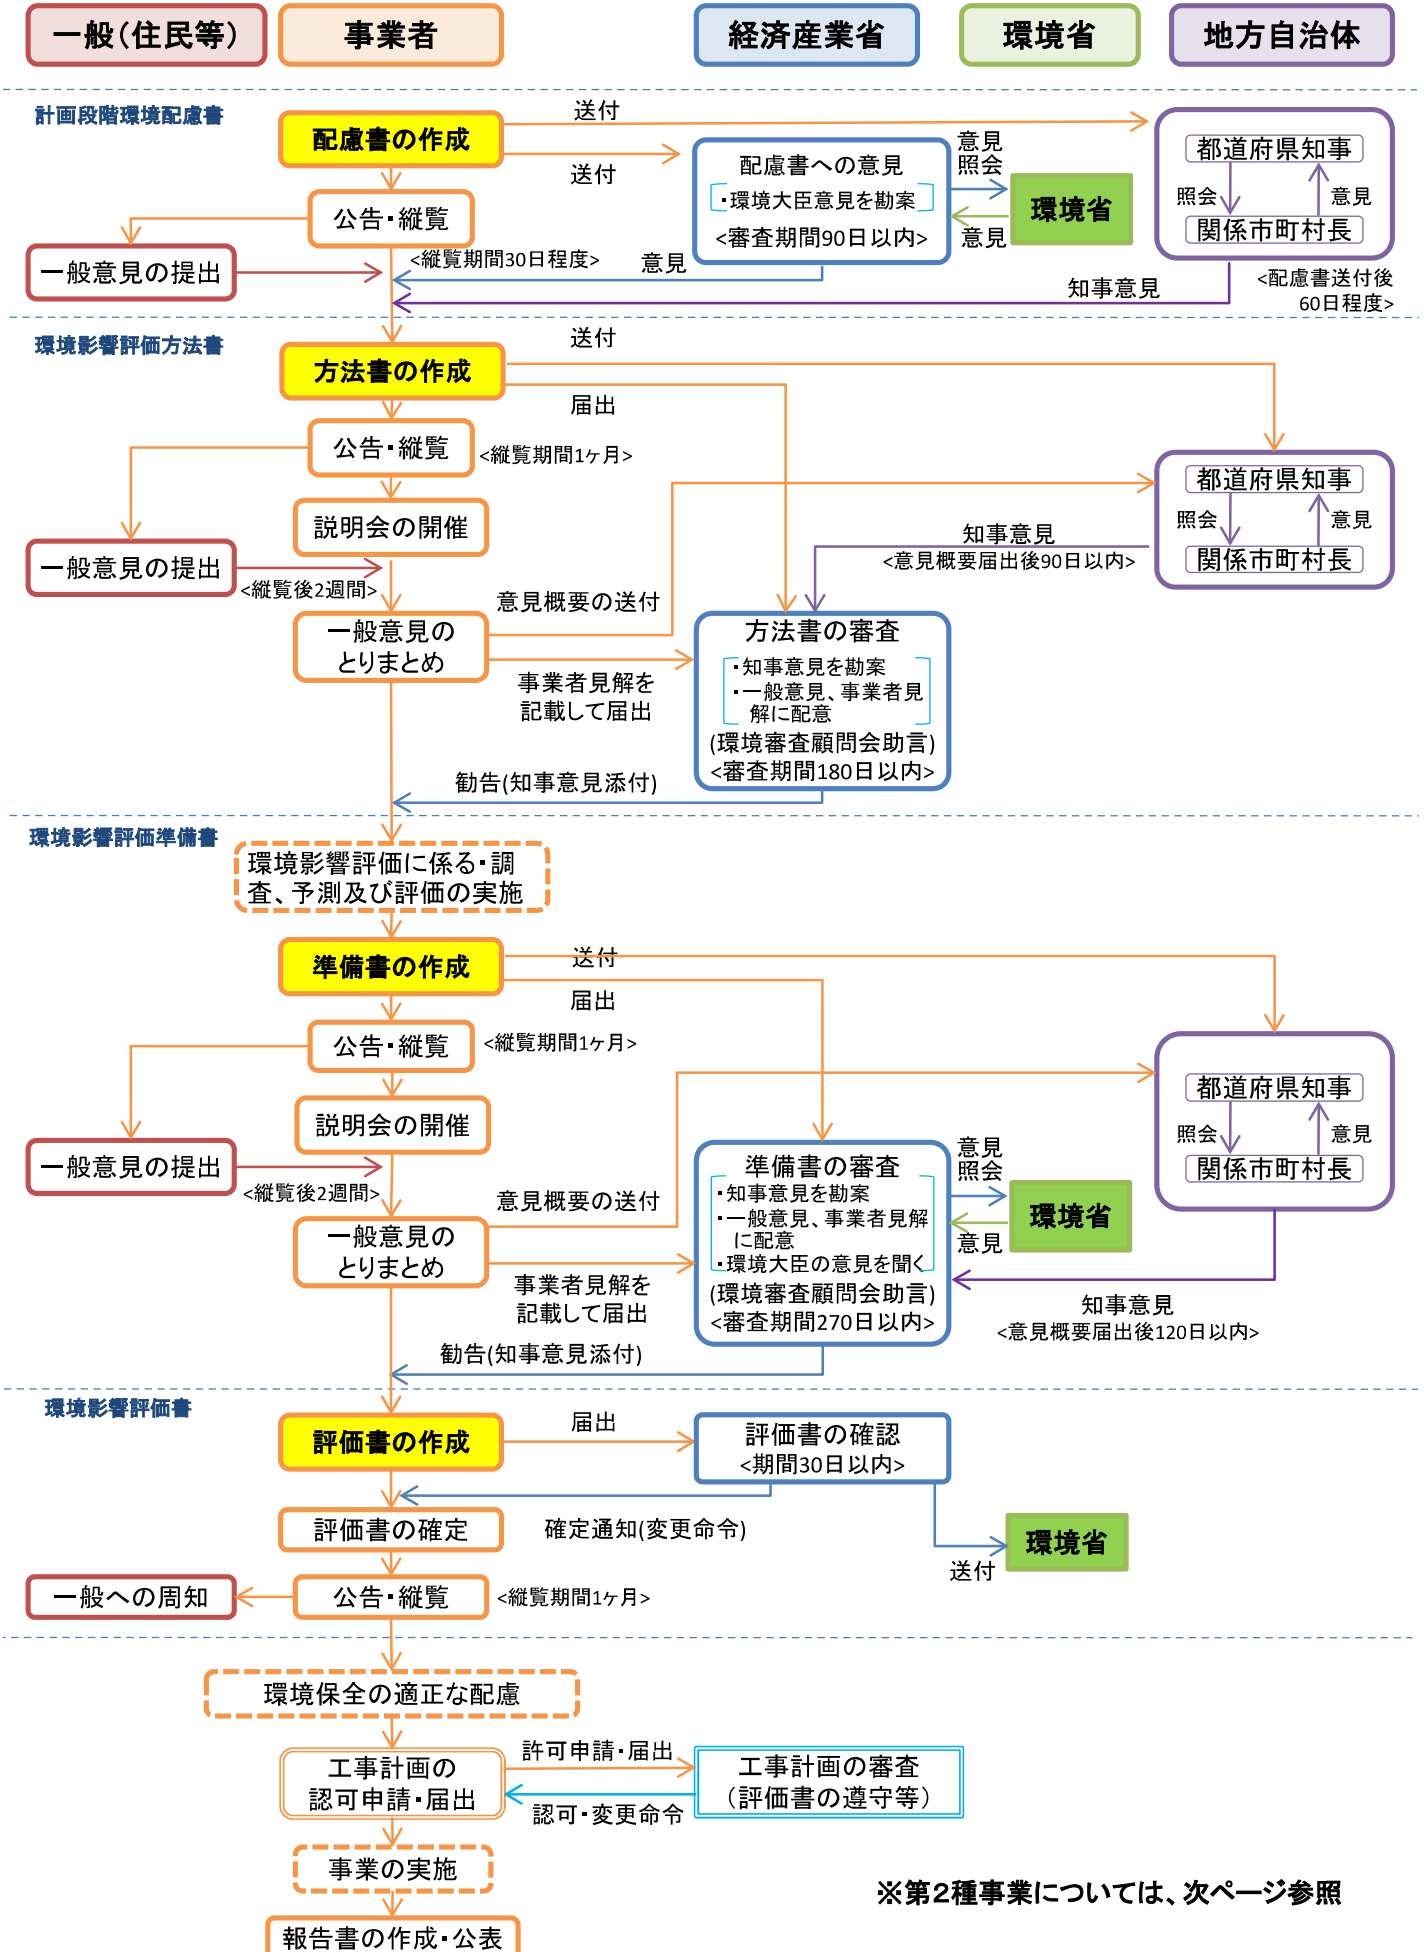 一般（住民等）
事業者
経済産業省
環境省
地方自治体
計画段階環境配慮書
配慮書の作成
送付
送付
公告・縦覧
<縦覧期間30日程度>
一般意見の提出
配慮書への意見
・環境大臣意見を勘案
<審査期間90日以内>
意見
照会
意見
環境省
都道府県知事
照会
意見
関係市町村長
意見
知事意見
<配慮書送付後
60日程度>
環境影響評価方法書
方法書の作成
送付
届出
公告・縦覧
<縦覧期間1ヶ月>
説明会の開催
一般意見の提出
<縦覧後2週間>
一般意見の
とりまとめ
意見概要の送付
事業者見解を
記載して届出
都道府県知事
照会
意見
関係市町村長
知事意見
<意見概要届出後90日以内>
方法書の審査
・知事意見を勘案
・一般意見、事業者見
解に配意
(環境審査顧問会助言)
<審査期間180日以内>
勧告(知事意見添付)
環境影響評価準備書
環境影響評価に係る・調
査、予測及び評価の実施
準備書の作成
送付
届出
公告・縦覧
<縦覧期間1ヶ月>
説明会の開催
一般意見の提出
<縦覧後2週間>
一般意見の
とりまとめ
意見概要の送付
事業者見解を
記載して届出
準備書の審査
・知事意見を勘案
・一般意見、事業者見解
に配意
・環境大臣の意見を聞く
(環境審査顧問会助言)
<審査期間270日以内>
意見
照会
意見
環境省
都道府県知事
照会
意見
関係市町村長
知事意見
<意見概要届出後120日以内>
勧告(知事意見添付)
環境影響評価書
評価書の作成
届出
評価書の確認
<期間30日以内>
評価書の確定
確定通知(変更命令)
送付
環境省
一般への周知
公告・縦覧
<縦覧期間1ヶ月>
環境保全の適正な配慮
工事計画の
認可申請・届出
許可申請・届出
認可・変更命令
工事計画の審査
（評価書の遵守等）
事業の実施
※第２種事業については、次ページ参照
報告書の作成・公表